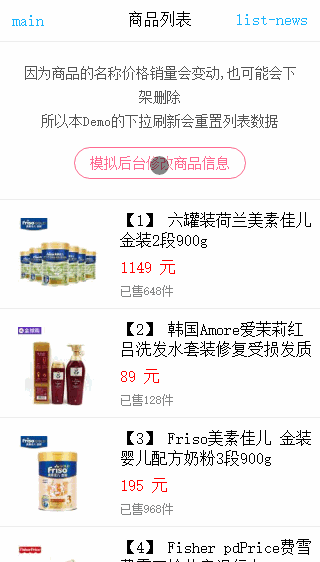 main 商品列表 list-news
因为商品的名称价格销量会变动,也可能会下
架删除
所以本Demo的下拉刷新会重置列表数据
模拟后台修改商品信息
【1】 六罐装荷兰美素佳儿
金装2段900g
1149 元
已售648件
【2】 韩国Amore爱茉莉红
吕洗发水套装修复受损发质
89 元
已售128件
【3】 Friso美素佳儿 金装
婴儿配方奶粉3段900g
195 元
已售968件
【4】 Fisher pdPrice费雪